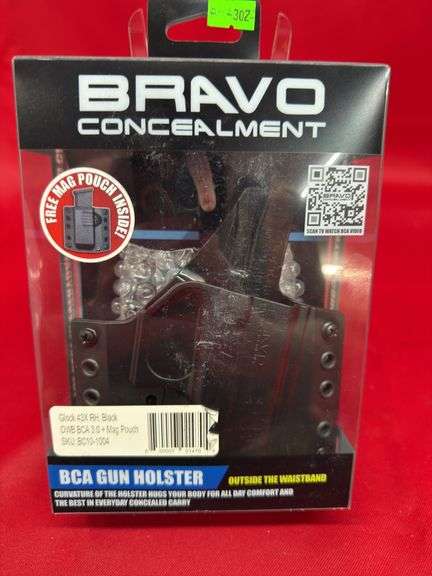 302
BRAVO
CONCEALMENT
FREE MAG POUCH INSIDE!
BRAVO
SCAN TO WATCH BCA VIDEO
Glock 43X RH, Black
OWB BCA 3.0 + Mag Pouch
SKU: BC10-1004
BCA GUN HOLSTER
OUTSIDE THE WAISTBAND
CURVATURE OF THE HOLSTER HUGS YOUR BODY FOR ALL DAY COMFORT AND
THE BEST IN EVERYDAY CONCEALED CARRY